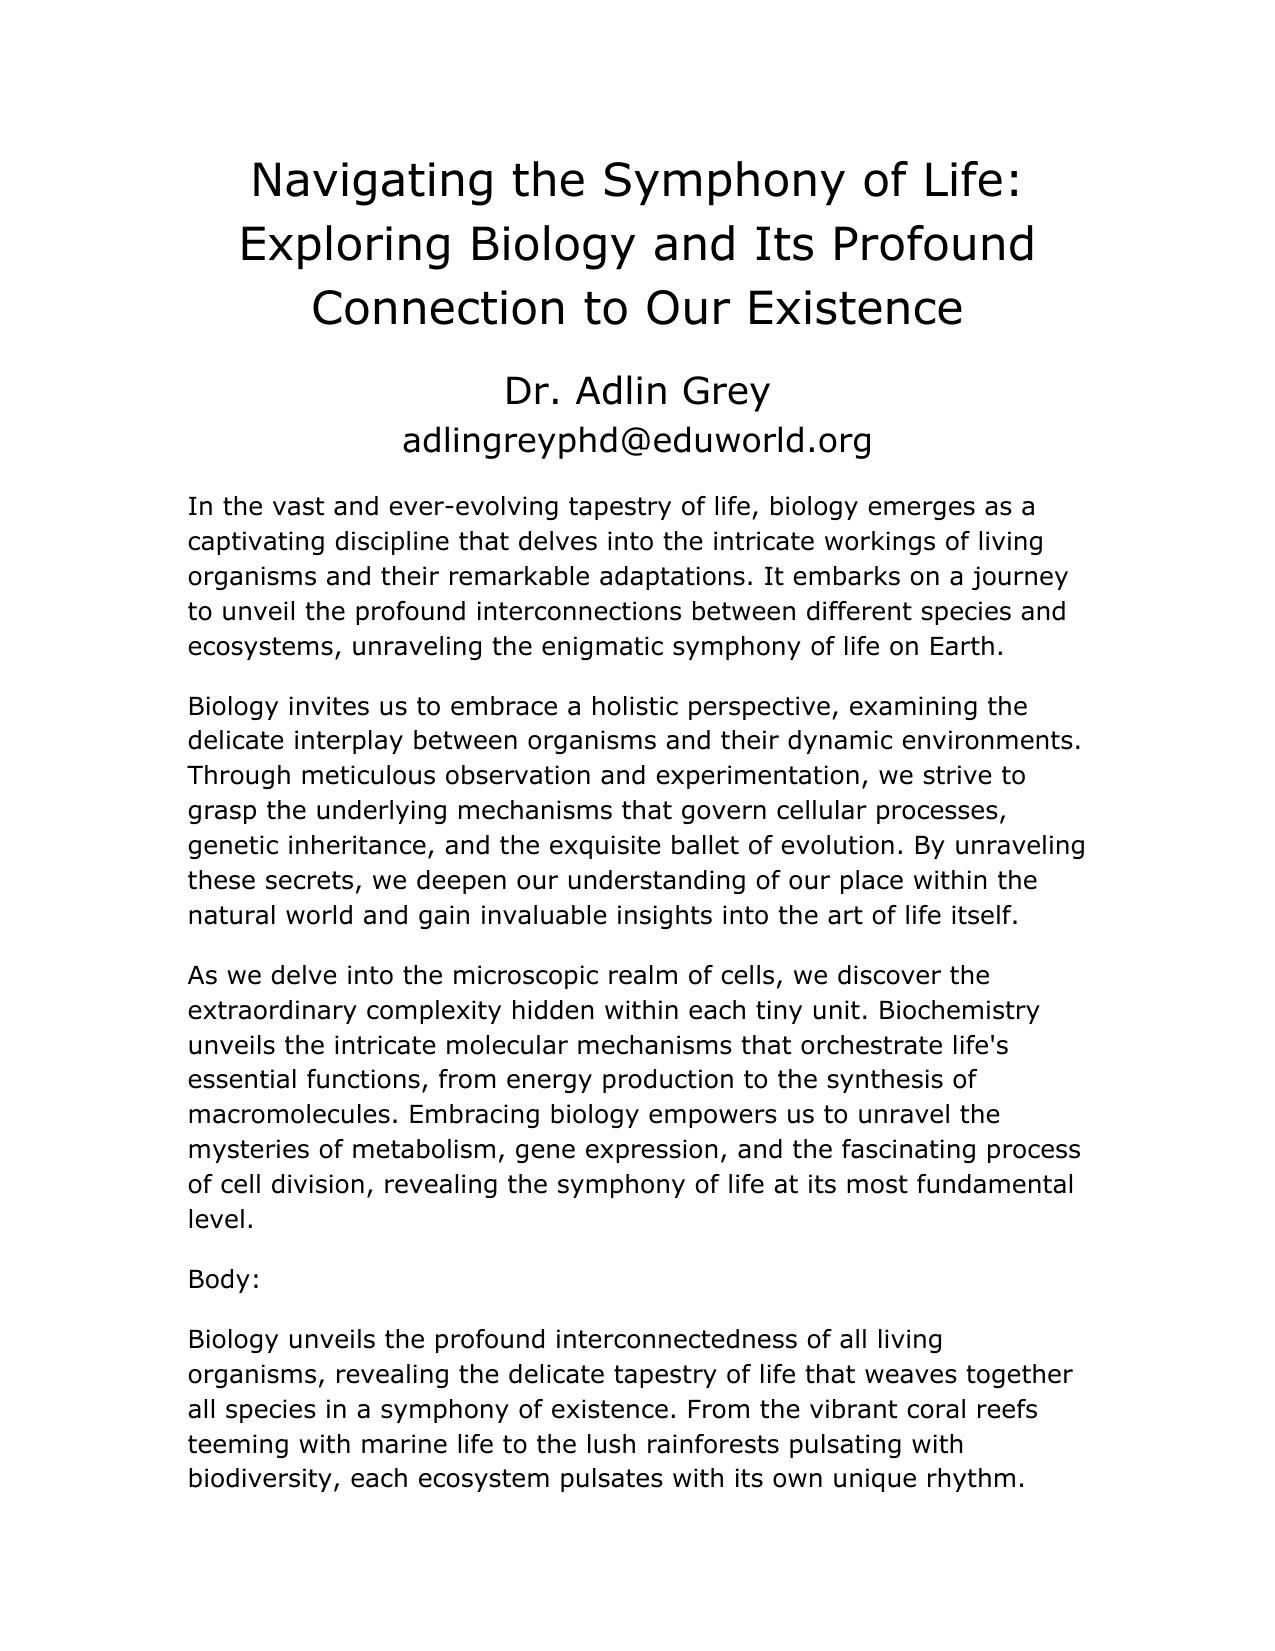 Navigating the Symphony of Life:
Exploring Biology and Its Profound
Connection to Our Existence
Dr. Adlin Grey
adlingreyphd@eduworld.org
In the vast and ever-evolving tapestry of life, biology emerges as a
captivating discipline that delves into the intricate workings of living
organisms and their remarkable adaptations. It embarks on a journey
to unveil the profound interconnections between different species and
ecosystems, unraveling the enigmatic symphony of life on Earth.
Biology invites us to embrace a holistic perspective, examining the
delicate interplay between organisms and their dynamic environments.
Through meticulous observation and experimentation, we strive to
grasp the underlying mechanisms that govern cellular processes,
genetic inheritance, and the exquisite ballet of evolution. By unraveling
these secrets, we deepen our understanding of our place within the
natural world and gain invaluable insights into the art of life itself.
As we delve into the microscopic realm of cells, we discover the
extraordinary complexity hidden within each tiny unit. Biochemistry
unveils the intricate molecular mechanisms that orchestrate life's
essential functions, from energy production to the synthesis of
macromolecules. Embracing biology empowers us to unravel the
mysteries of metabolism, gene expression, and the fascinating process
of cell division, revealing the symphony of life at its most fundamental
level.
Body:
Biology unveils the profound interconnectedness of all living
organisms, revealing the delicate tapestry of life that weaves together
all species in a symphony of existence. From the vibrant coral reefs
teeming with marine life to the lush rainforests pulsating with
biodiversity, each ecosystem pulsates with its own unique rhythm.